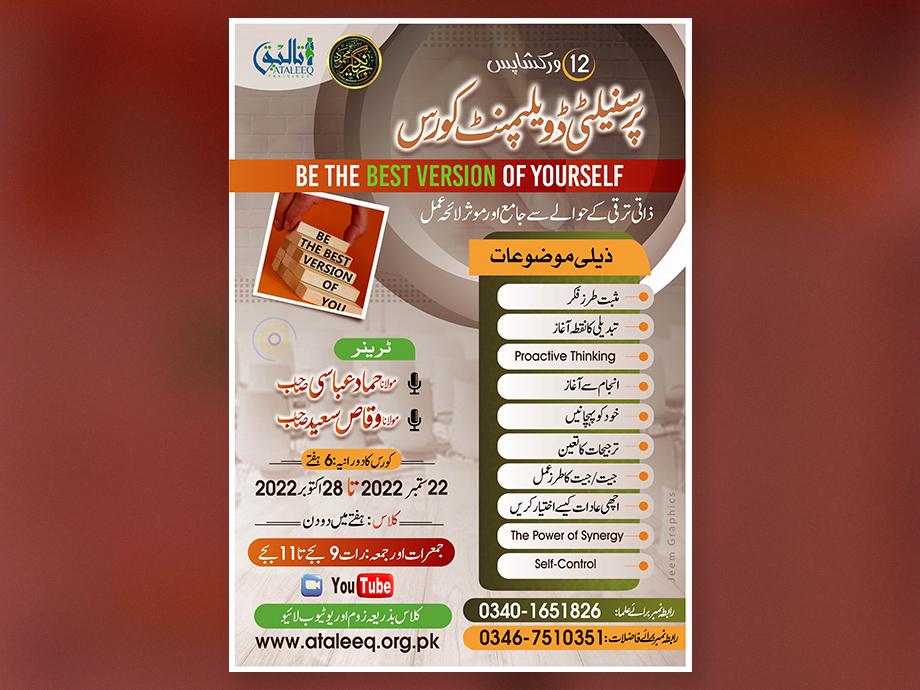 تالیق
ATALEEQ
TRAININGS
12 ورکشاپس
پرسنیلٹی ڈویلپمنٹ کورس
BE THE BEST VERSION OF YOURSELF
ذاتی ترقی کے حوالے سے جامع اور موثر لائحہ عمل
BE
THE BEST
VERSION
OF
YOU
ذیلی موضوعات
مثبت طرز فکر
تبدیلی کا نقطہ آغاز
Proactive Thinking
انجام سے آغاز
خود کو پہچانیں
ترجیحات کا تعین
جیت/جیت کا طرز عمل
اچھی عادات کیسے اختیار کریں
The Power of Synergy
Self-Control
ٹرینر
مولانا حماد عباسی صاحب
مولانا وقاص سعید صاحب
کورس کا دورانیہ: 6 ہفتے
22 ستمبر 2022 تا 28 اکتوبر 2022
کلاس: ہفتے میں دو دن
جمعرات اور جمعہ: رات 9 بجے تا 11 بجے
YouTube
کلاس بذریعہ زوم اور یوٹیوب لائیو
www.ataleeq.org.pk
رابطہ نمبر برائے علما: 0340-1651826
رابطہ نمبر برائے فاضلات: 0346-7510351
Jeem Graphics